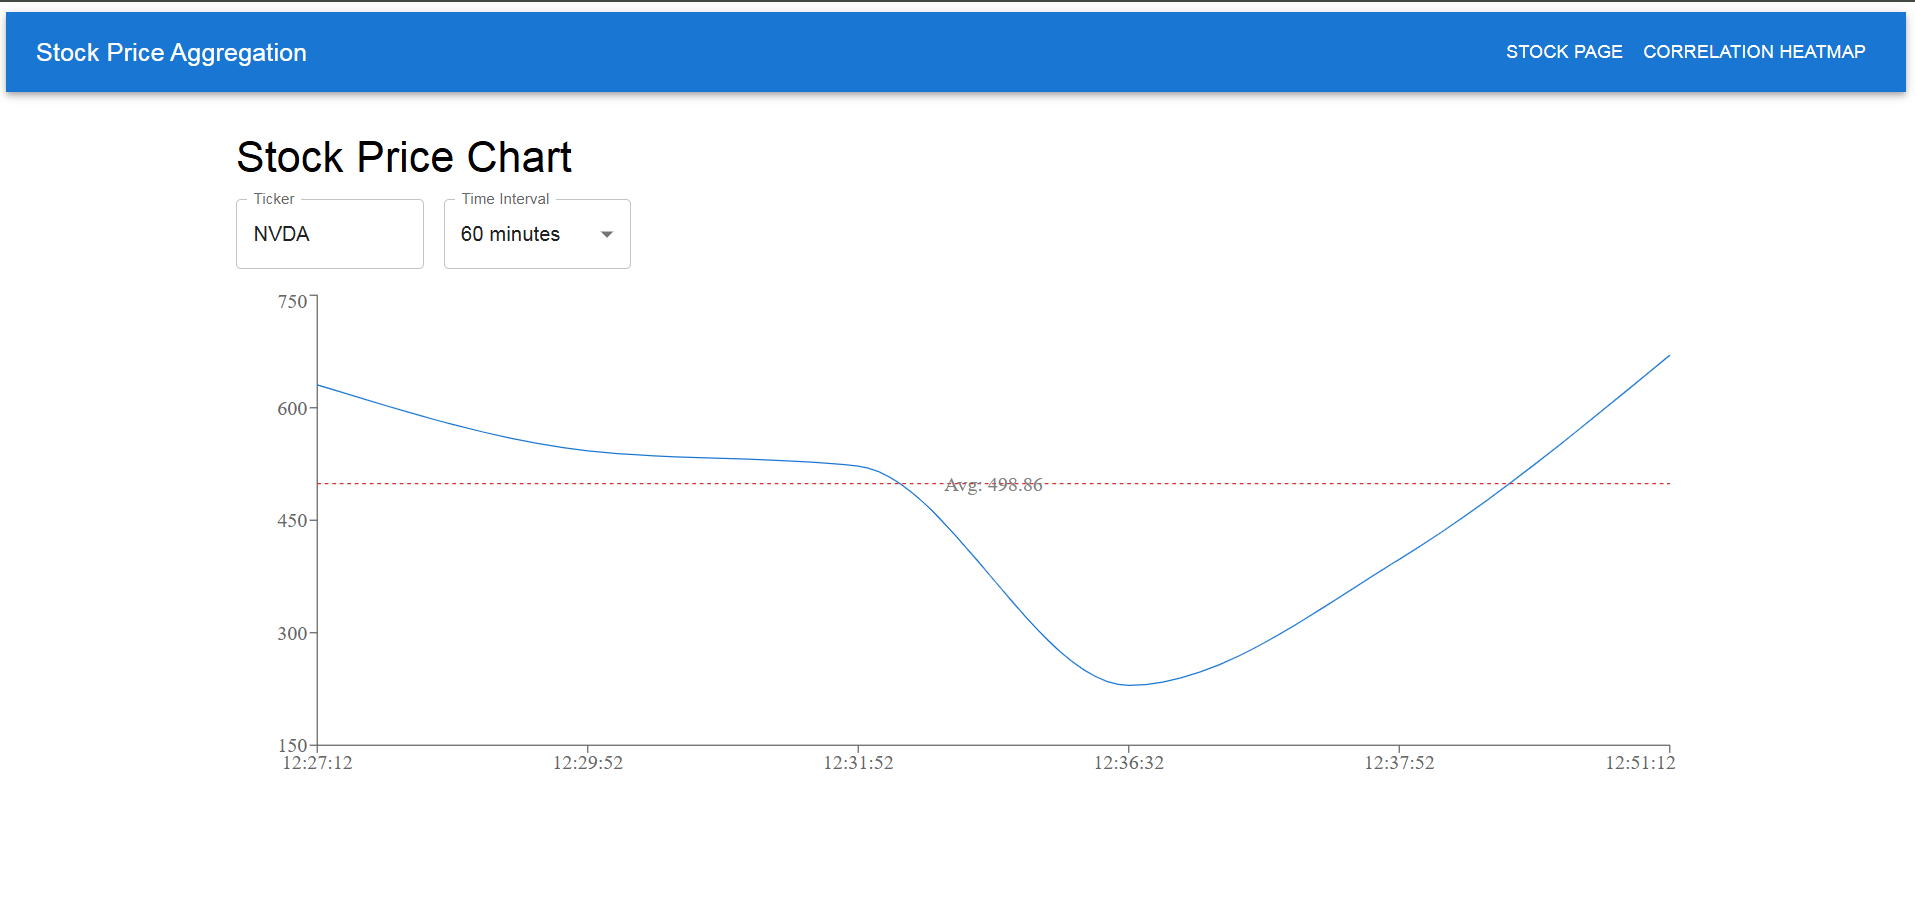 Stock Price Aggregation
STOCK PAGE
CORRELATION HEATMAP
Stock Price Chart
Ticker
Time Interval
NVDA
60 minutes
750
600
Avg: 498.86
450
300
150
12:27:12
12:29:52
12:31:52
12:36:32
12:37:52
12:51:12